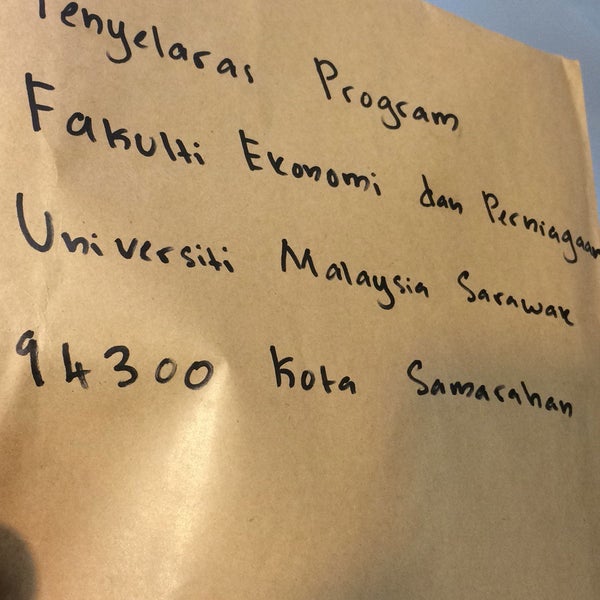 Penyelaras Program
Fakulti Ekonomi dan Perniagaan
Universiti Malaysia Sarawak
94300 Kota Samarahan